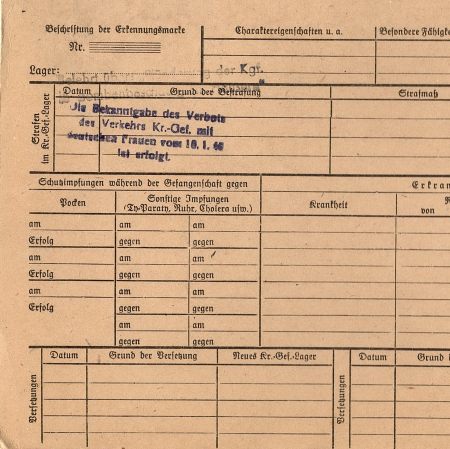 Beschriftung der Erkennungsmarke
Nr.
Charaktereigenschaften u. a.
Besondere Fähigk
Lager:
der Kgf.
Strafen
im Kr.-Gef.-Lager
Datum
Grund der Bestrafung
Strafmaß
Die Bekanntgabe des Verbots
des Verkehrs Kr.-Gef. mit
deutschen Frauen vom 10. 1. 40
ist erfolgt.
Schutzimpfungen während der Gefangenschaft gegen
Erkran
Pocken
Sonstige Impfungen
(Ty-Paraty, Ruhr, Cholera usw.)
Krankheit
von
am am am
Erfolg gegen gegen
am am am
Erfolg gegen gegen
am am am
Erfolg gegen gegen
am am
gegen gegen
Versetzungen
Datum
Grund der Versetzung
Neues Kr.-Gef.-Lager
Versetzungen
Datum
Grund